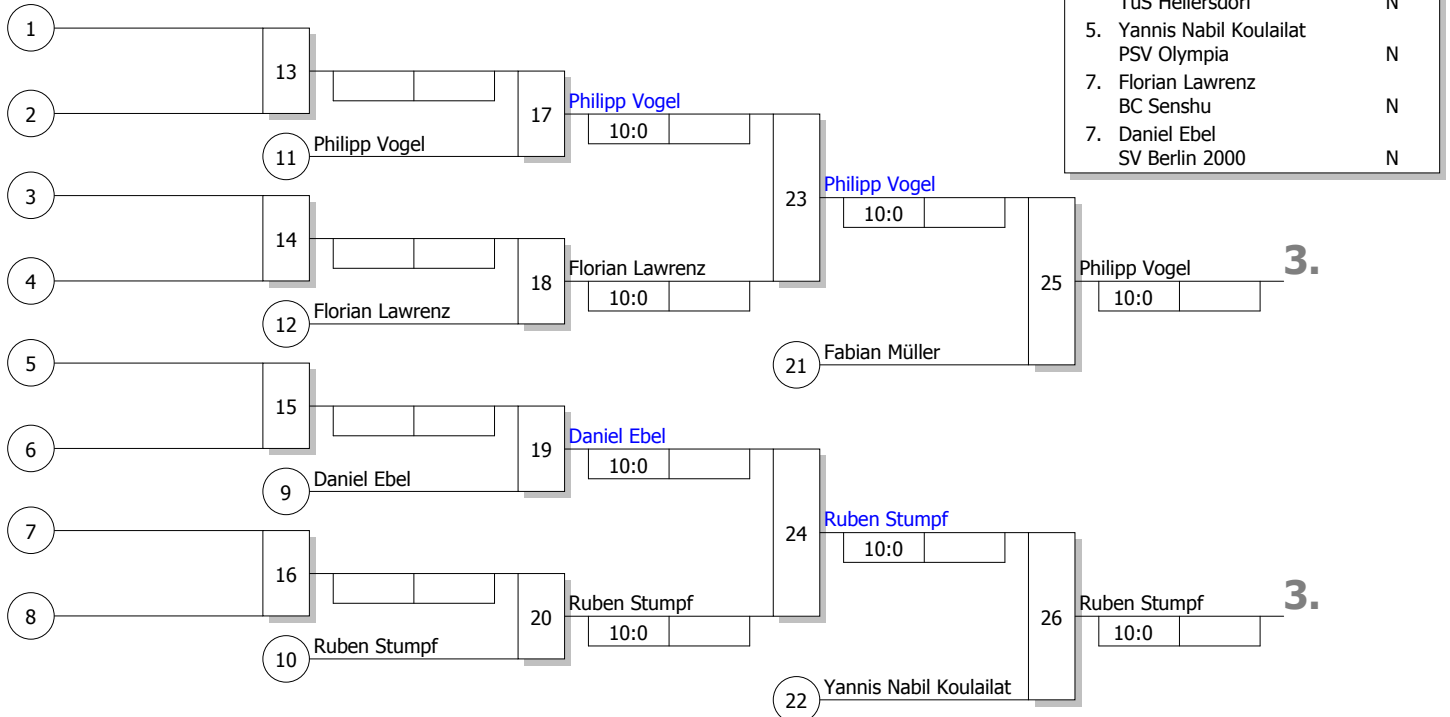 TuS Hellersdorf N
5. Yannis Nabil Koulailat
PSV Olympia N
7. Florian Lawrenz
BC Senshu N
7. Daniel Ebel
SV Berlin 2000 N
1
13
2
17
Philipp Vogel
10:0
11
Philipp Vogel
3
23
Philipp Vogel
10:0
14
4
18
Florian Lawrenz
10:0
12
Florian Lawrenz
25
Philipp Vogel
10:0
3.
21
Fabian Müller
5
15
6
19
Daniel Ebel
10:0
9
Daniel Ebel
7
24
Ruben Stumpf
10:0
16
8
20
Ruben Stumpf
10:0
10
Ruben Stumpf
26
Ruben Stumpf
10:0
3.
22
Yannis Nabil Koulailat